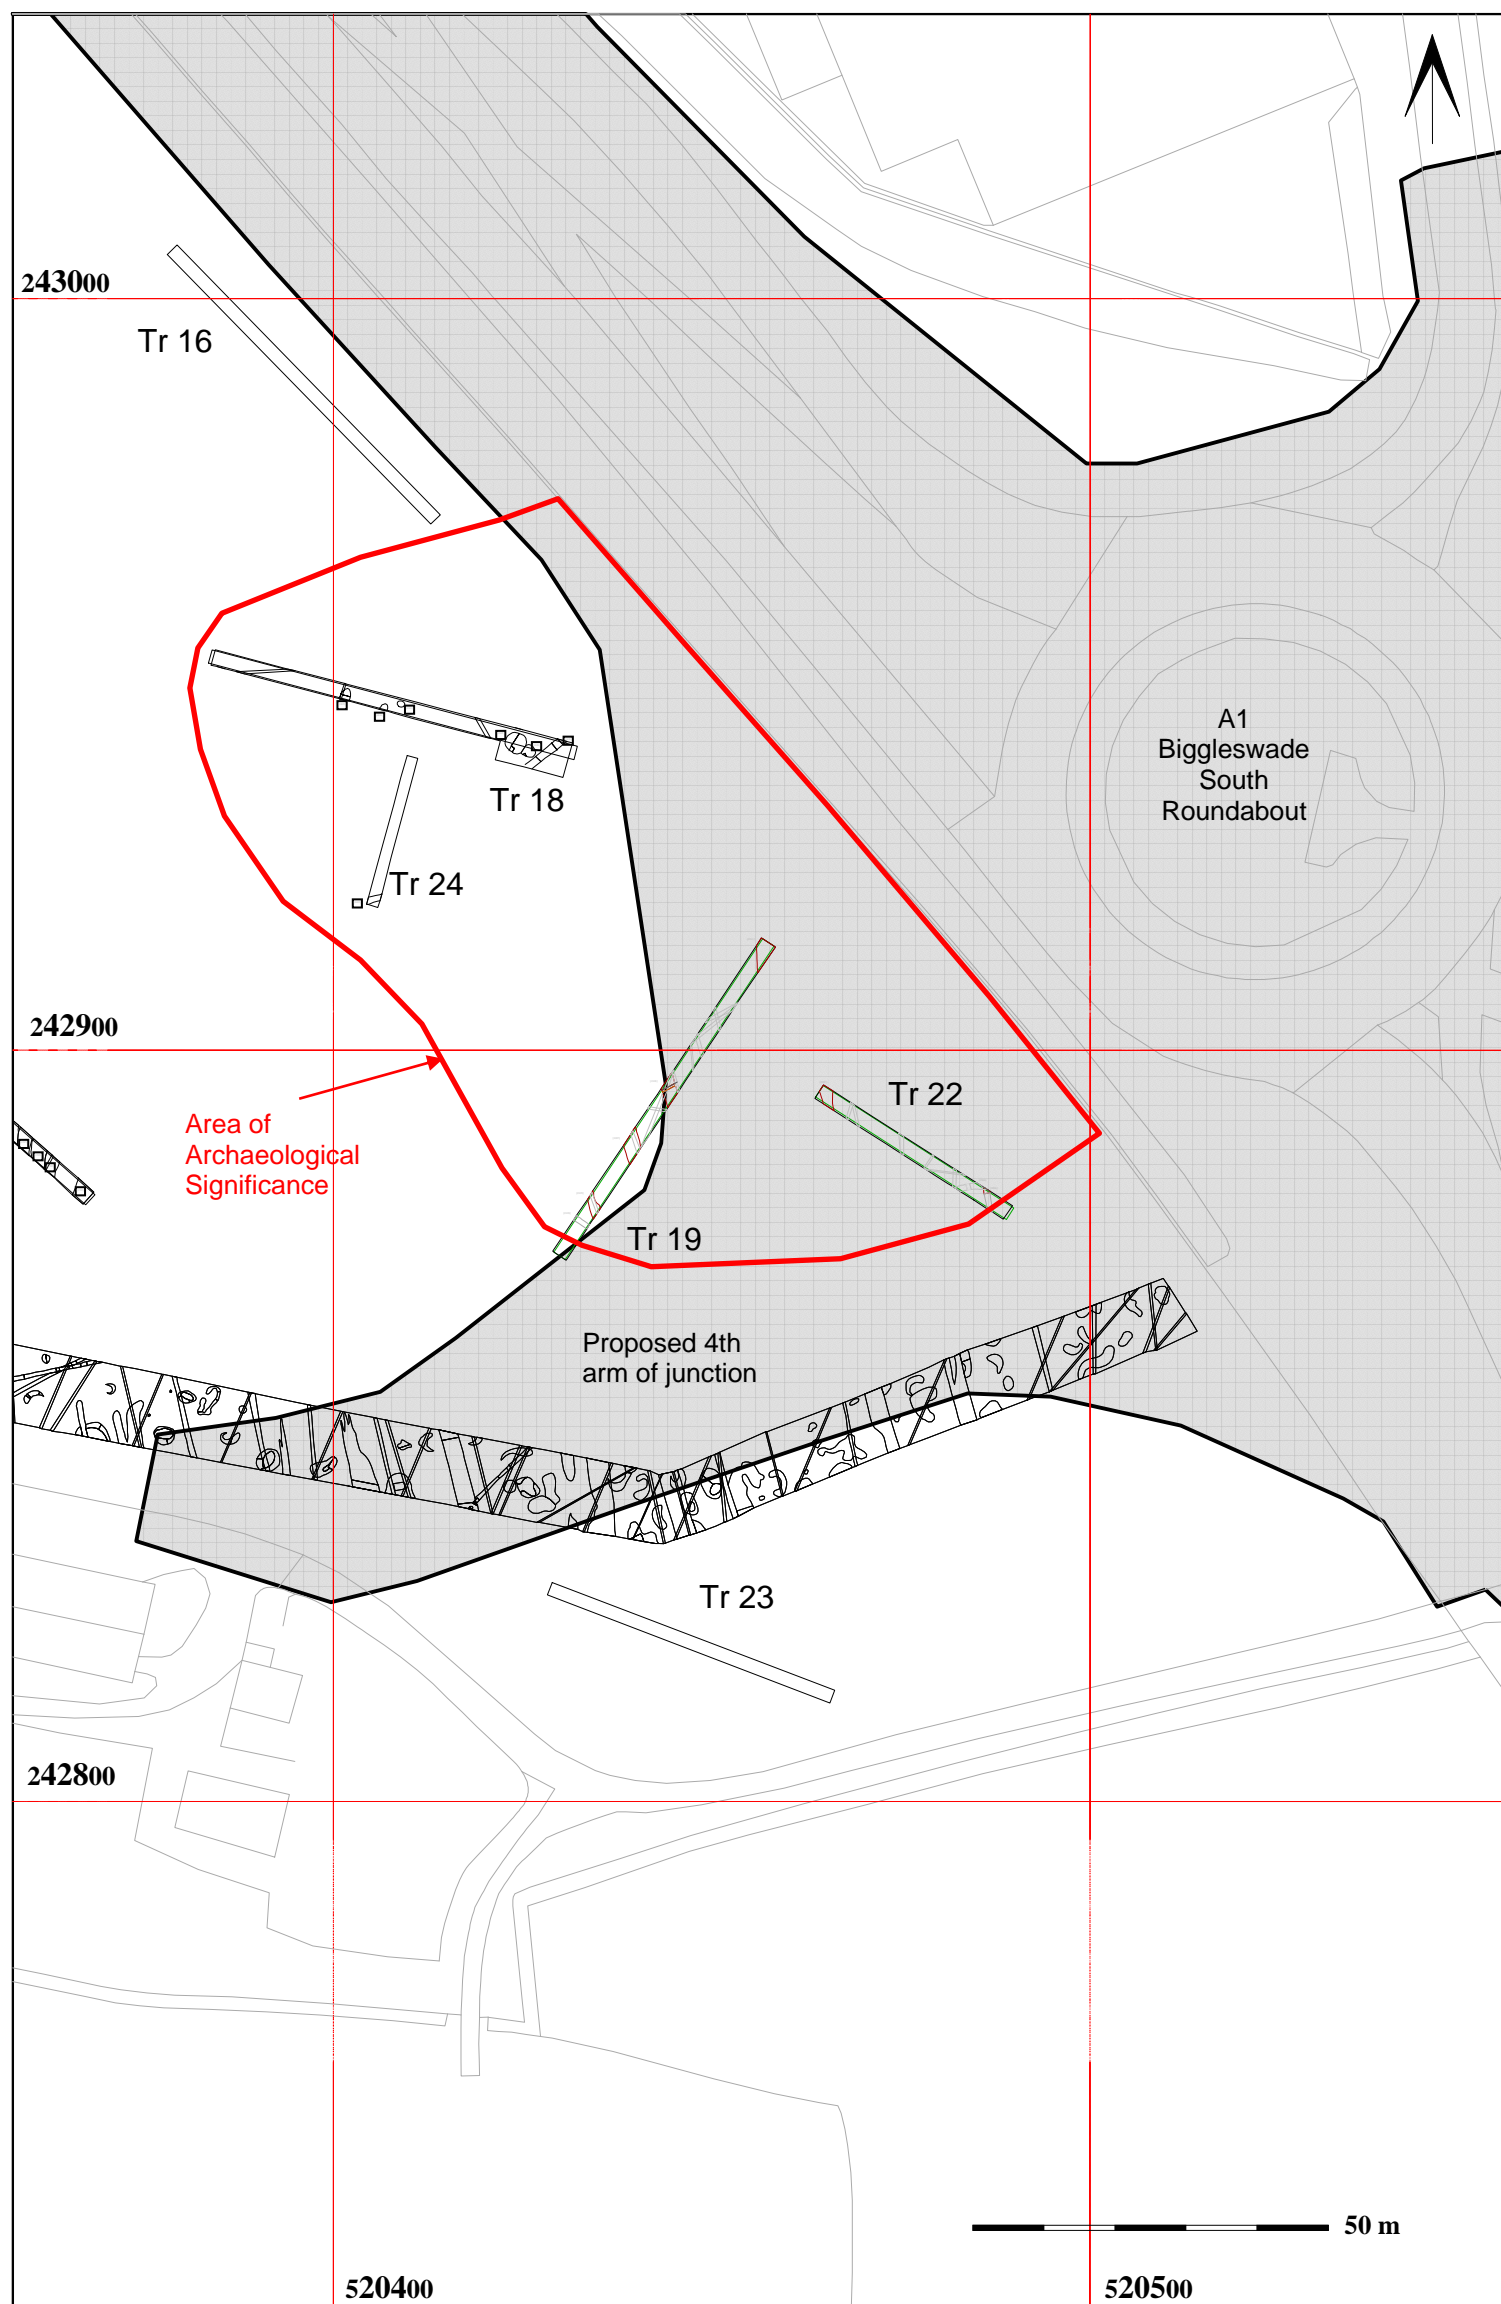 243000
Tr 16
A1
Biggleswade
South
Roundabout
Tr 18
Tr 24
242900
Tr 22
Area of
Archaeological
Significance
Tr 19
Proposed 4th
arm of junction
Tr 23
242800
50 m
520400
520500